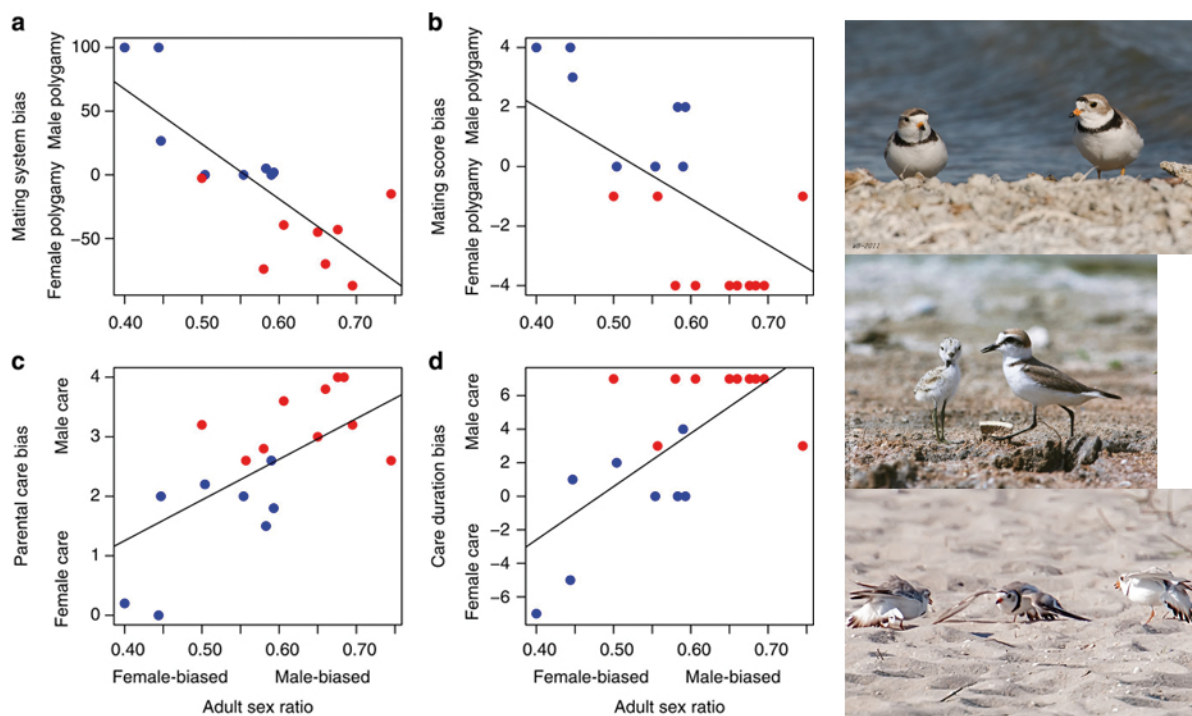 a
100
50
0
−50
Mating system bias
Female polygamy Male polygamy
0.40 0.50 0.60 0.70
b
4
2
0
−2
−4
Mating score bias
Female polygamy Male polygamy
0.40 0.50 0.60 0.70
c
4
3
2
1
0
Parental care bias
Female care Male care
0.40 0.50 0.60 0.70
Female-biased Male-biased
Adult sex ratio
d
6
4
2
0
−2
−4
−6
Care duration bias
Female care Male care
0.40 0.50 0.60 0.70
Female-biased Male-biased
Adult sex ratio